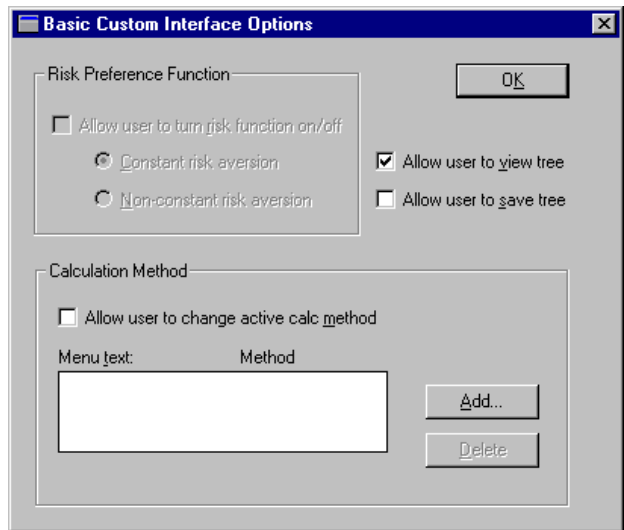 Basic Custom Interface Options
Risk Preference Function
OK
Allow user to turn risk function on/off
Constant risk aversion
Allow user to view tree
Non-constant risk aversion
Allow user to save tree
Calculation Method
Allow user to change active calc method
Menu text: Method
Add...
Delete